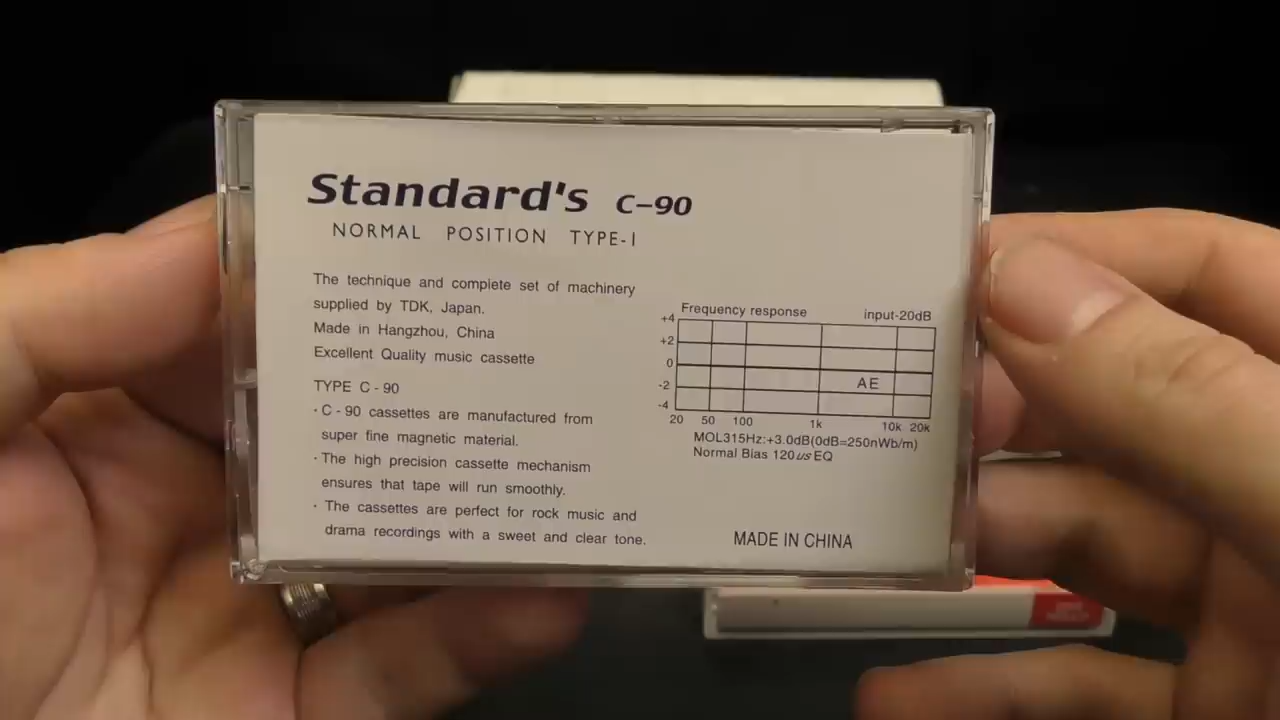 Standard's C-90
NORMAL POSITION TYPE-I
The technique and complete set of machinery
supplied by TDK, Japan.
Made in Hangzhou, China
Excellent Quality music cassette
TYPE C - 90
· C - 90 cassettes are manufactured from
super fine magnetic material.
· The high precision cassette mechanism
ensures that tape will run smoothly.
· The cassettes are perfect for rock music and
drama recordings with a sweet and clear tone.
Frequency response input-20dB
+4
+2
0
-2
-4
AE
20 50 100 1k 10k 20k
MOL315Hz:+3.0dB(0dB=250nWb/m)
Normal Bias 120us EQ
MADE IN CHINA